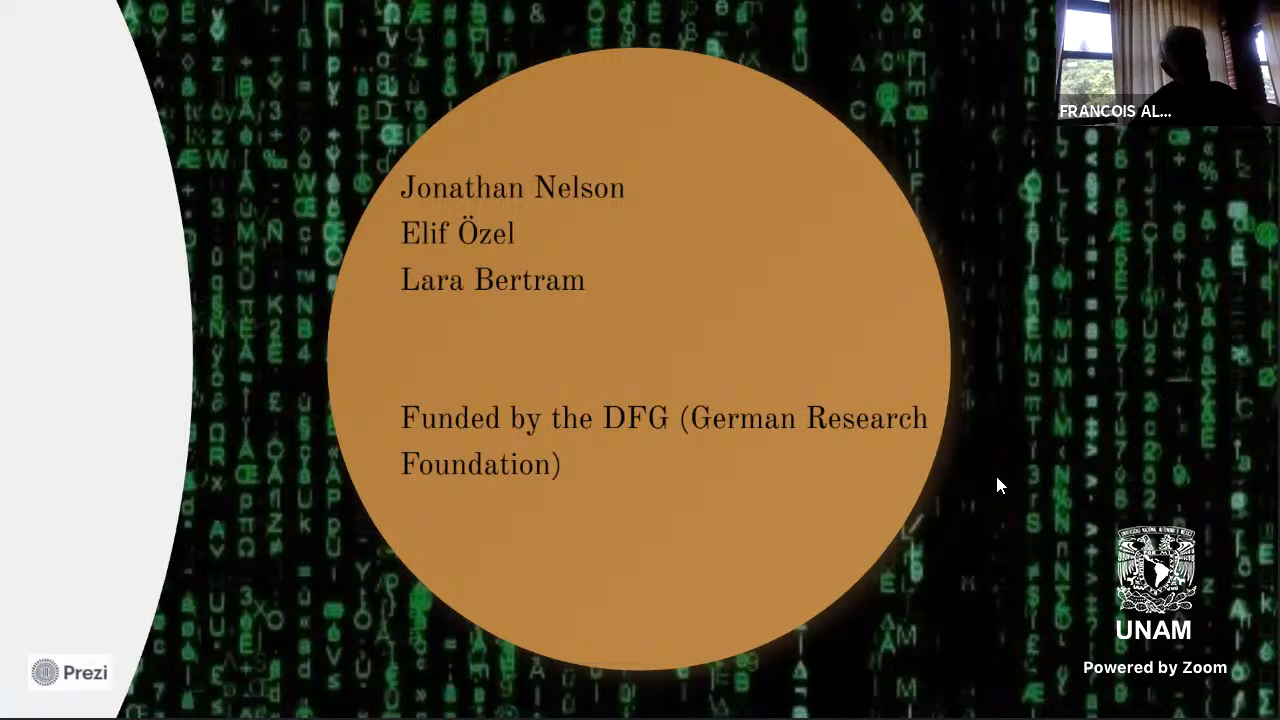 FRANCOIS AL...
Jonathan Nelson
Elif Özel
Lara Bertram
Funded by the DFG (German Research
Foundation)
UNAM
Powered by Zoom
Prezi